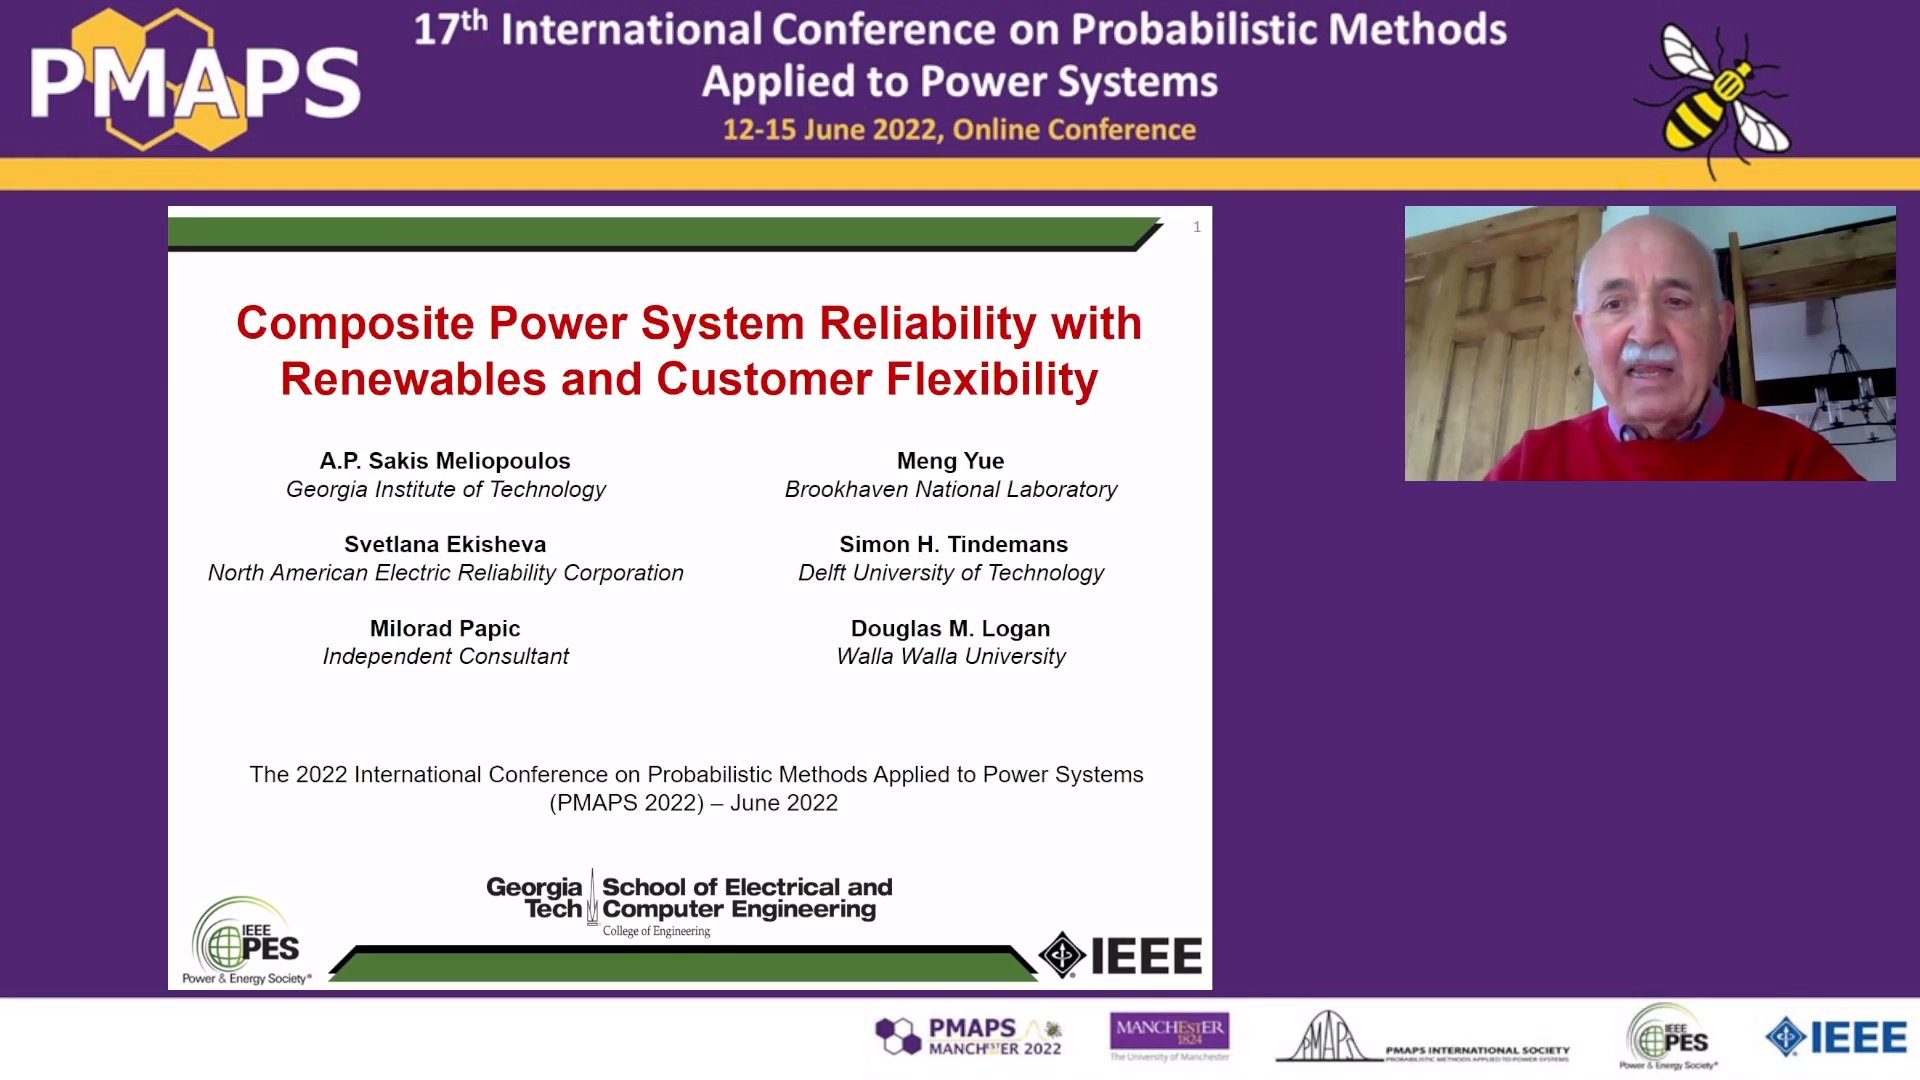 PMAPS
17th International Conference on Probabilistic Methods
Applied to Power Systems
12-15 June 2022, Online Conference
1
Composite Power System Reliability with
Renewables and Customer Flexibility
A.P. Sakis Meliopoulos
Georgia Institute of Technology
Meng Yue
Brookhaven National Laboratory
Svetlana Ekisheva
North American Electric Reliability Corporation
Simon H. Tindemans
Delft University of Technology
Milorad Papic
Independent Consultant
Douglas M. Logan
Walla Walla University
The 2022 International Conference on Probabilistic Methods Applied to Power Systems
(PMAPS 2022) – June 2022
Georgia Tech
School of Electrical and
Computer Engineering
College of Engineering
IEEE
PES
Power & Energy Society®
IEEE
PMAPS
MANCHESTER 2022
MANCHESTER
1824
The University of Manchester
PMAPS
PMAPS INTERNATIONAL SOCIETY
PROBABILISTIC METHODS APPLIED TO POWER SYSTEMS
IEEE
PES
Power & Energy Society®
IEEE